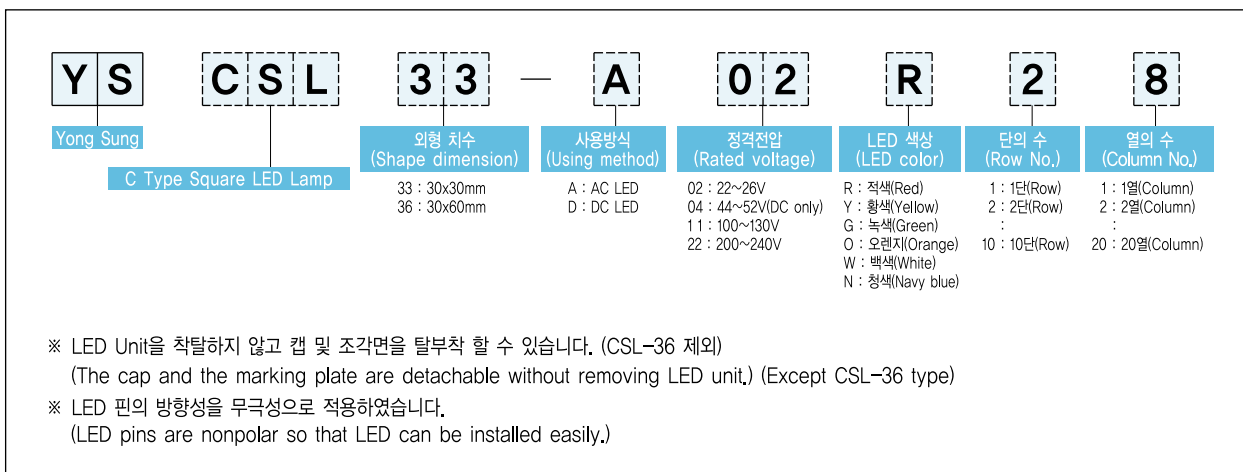 YS CSL 33 — A 02 R 2 8
Yong Sung
C Type Square LED Lamp
외형 치수
(Shape dimension)
33 : 30x30mm
36 : 30x60mm
사용방식
(Using method)
A : AC LED
D : DC LED
정격전압
(Rated voltage)
02 : 22~26V
04 : 44~52V(DC only)
11 : 100~130V
22 : 200~240V
LED 색상
(LED color)
R : 적색(Red)
Y : 황색(Yellow)
G : 녹색(Green)
O : 오렌지(Orange)
W : 백색(White)
N : 청색(Navy blue)
단의 수
(Row No.)
1 : 1단(Row)
2 : 2단(Row)
:
10 : 10단(Row)
열의 수
(Column No.)
1 : 1열(Column)
2 : 2열(Column)
:
20 : 20열(Column)
※ LED Unit을 착탈하지 않고 캡 및 조각면을 탈부착 할 수 있습니다. (CSL-36 제외)
(The cap and the marking plate are detachable without removing LED unit.) (Except CSL-36 type)
※ LED 핀의 방향성을 무극성으로 적용하였습니다.
(LED pins are nonpolar so that LED can be installed easily.)